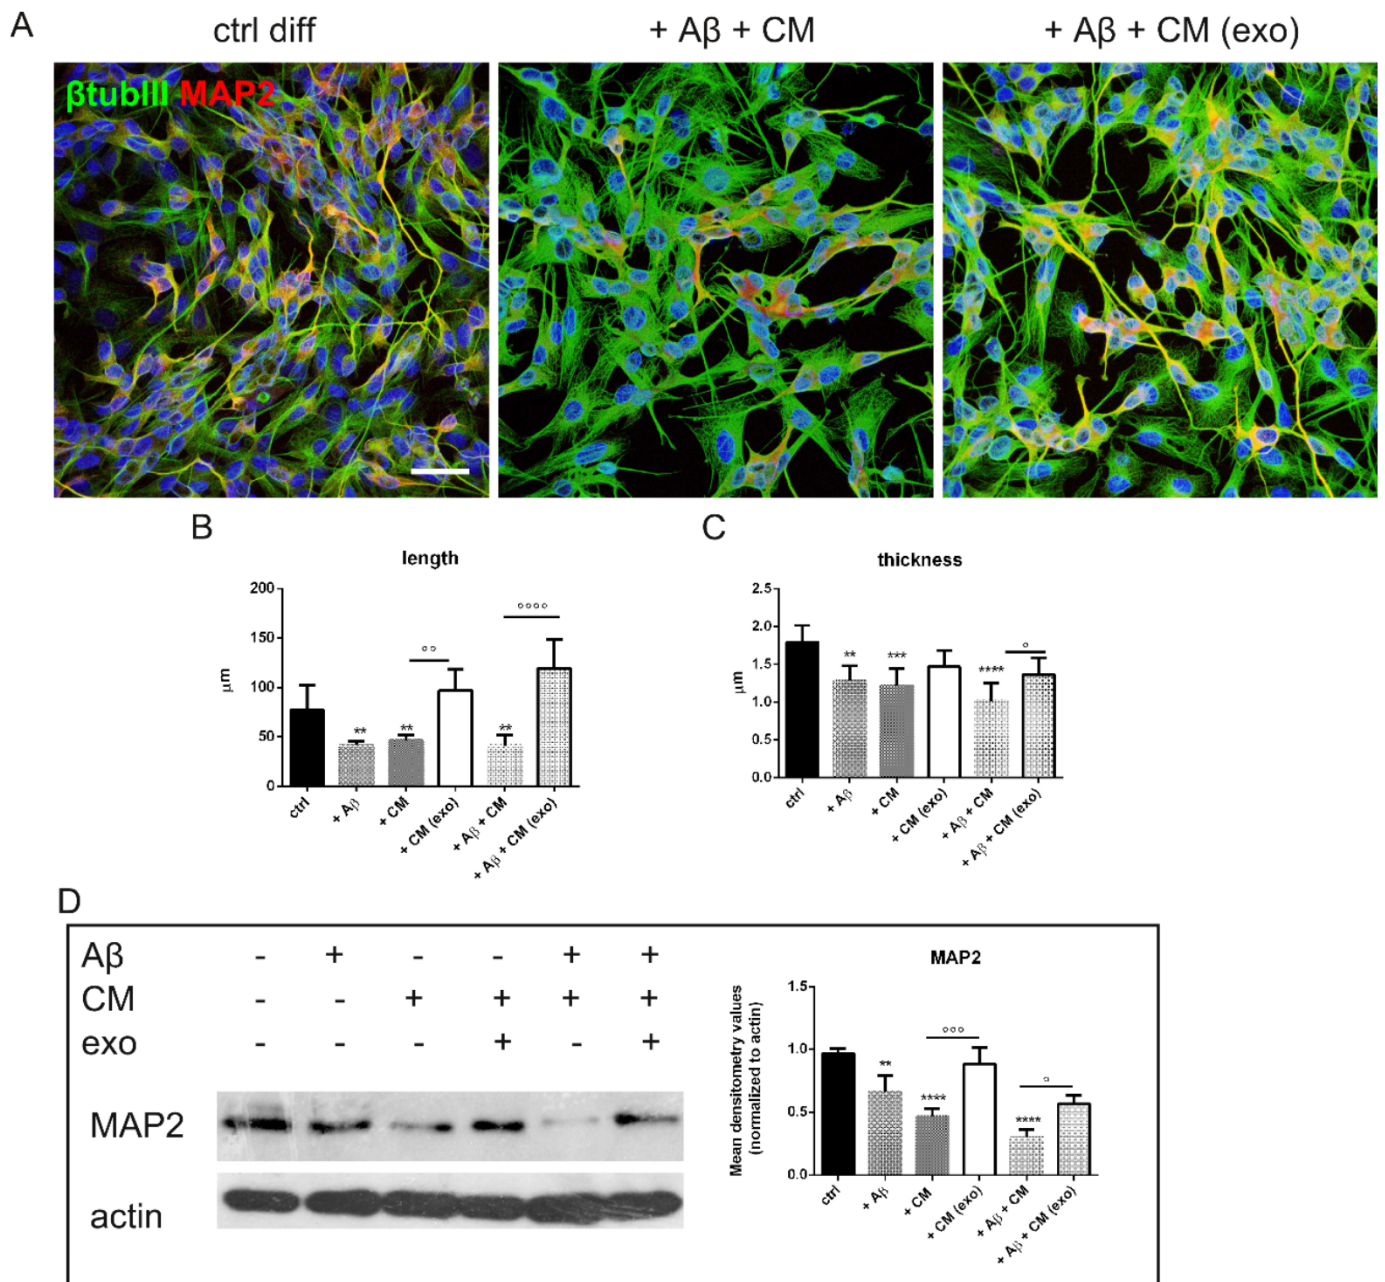 A
ctrl diff
+ Aβ + CM
+ Aβ + CM (exo)
βtubIII MAP2
B
length
200
150
100
50
0
μm
°°
°°°°
**
**
**
ctrl
+ Aβ
+ CM
+ CM (exo)
+ Aβ + CM
+ Aβ + CM (exo)
C
thickness
2.5
2.0
1.5
1.0
0.5
0.0
μm
**
***
****
°
ctrl
+ Aβ
+ CM
+ CM (exo)
+ Aβ + CM
+ Aβ + CM (exo)
D
Aβ - + - - + +
CM - - + + + +
exo - - - + - +
MAP2
actin
MAP2
1.5
1.0
0.5
0.0
Mean densitometry values
(normalized to actin)
**
****
°°°
****
°
ctrl
+ Aβ
+ CM
+ CM (exo)
+ Aβ + CM
+ Aβ + CM (exo)